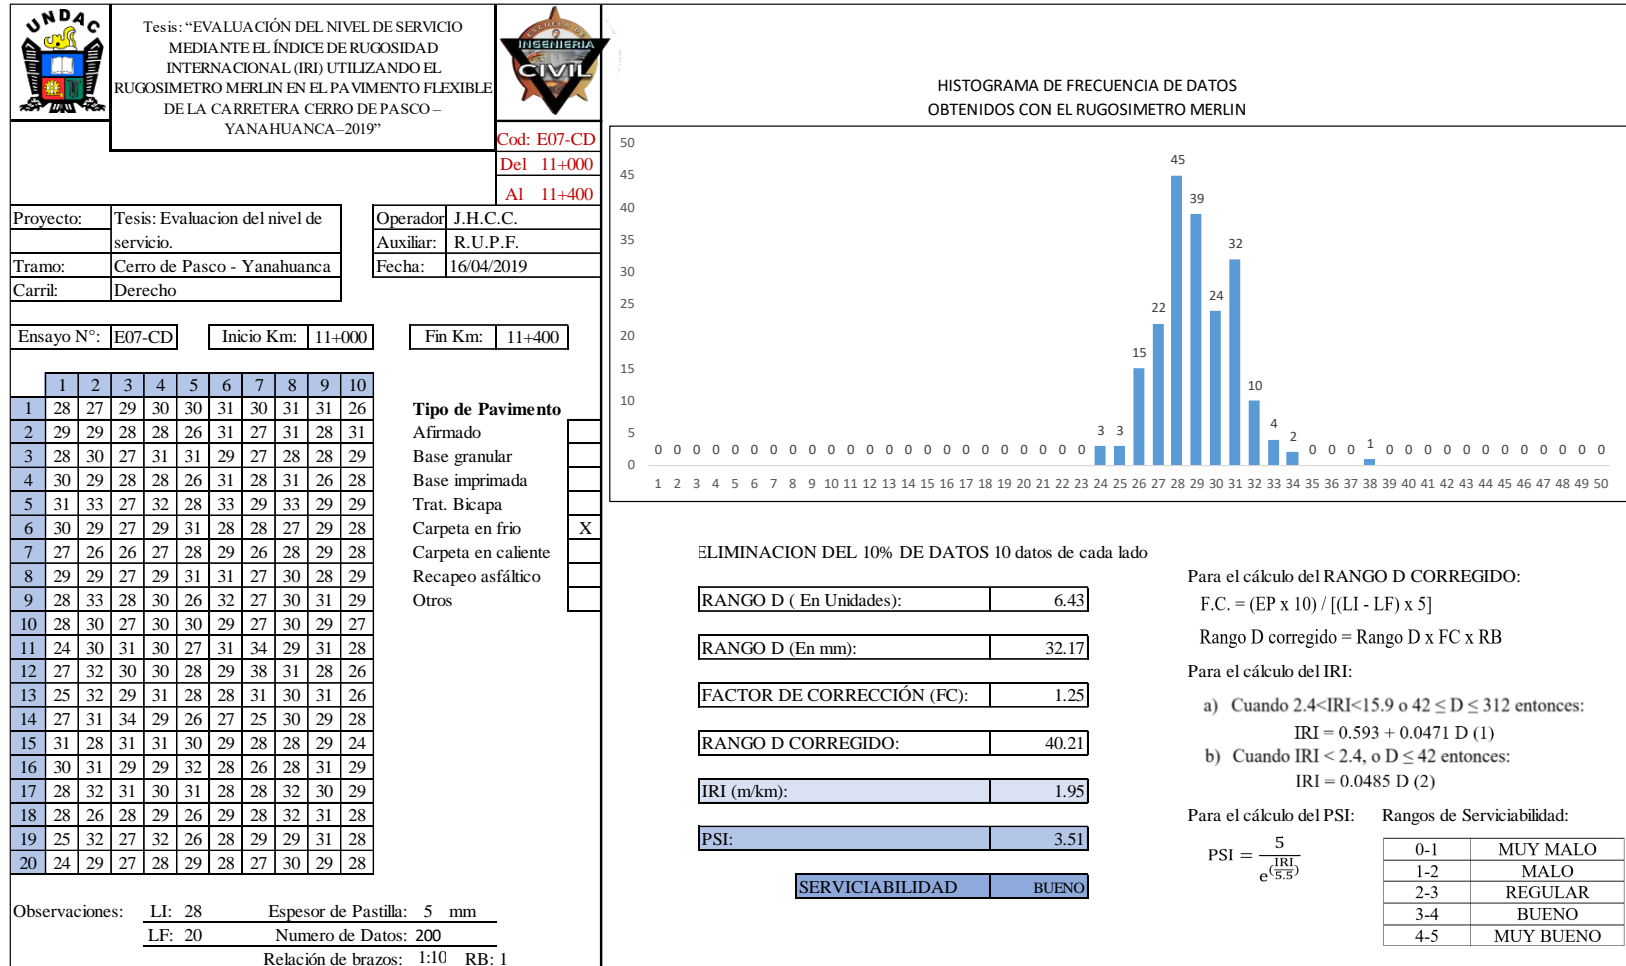 UNDAC
Tesis: “EVALUACIÓN DEL NIVEL DE SERVICIO
MEDIANTE EL ÍNDICE DE RUGOSIDAD
INTERNACIONAL (IRI) UTILIZANDO EL
RUGOSIMETRO MERLIN EN EL PAVIMENTO FLEXIBLE
DE LA CARRETERA CERRO DE PASCO –
YANAHUANCA–2019”
ESCUELA DE
INGENIERIA
CIVIL
Cod: E07-CD
Del 11+000
Al 11+400
Proyecto: Tesis: Evaluacion del nivel de
servicio.
Tramo: Cerro de Pasco - Yanahuanca
Carril: Derecho
Operador J.H.C.C.
Auxiliar: R.U.P.F.
Fecha: 16/04/2019
Ensayo N°: E07-CD Inicio Km: 11+000 Fin Km: 11+400
1 2 3 4 5 6 7 8 9 10
1 28 27 29 30 30 31 30 31 31 26
2 29 29 28 28 26 31 27 31 28 31
3 28 30 27 31 31 29 27 28 28 29
4 30 29 28 28 26 31 28 31 26 28
5 31 33 27 32 28 33 29 33 29 29
6 30 29 27 29 31 28 28 27 29 28
7 27 26 26 27 28 29 26 28 29 28
8 29 29 27 29 31 31 27 30 28 29
9 28 33 28 30 26 32 27 30 31 29
10 28 30 27 30 30 29 30 29 29 27
11 24 30 31 30 27 31 34 29 31 28
12 27 32 30 30 28 29 38 31 28 26
13 25 32 29 31 28 28 31 30 31 26
14 27 31 34 29 26 27 25 30 29 28
15 31 28 31 31 30 29 28 28 29 24
16 30 31 29 29 32 28 26 28 31 29
17 28 32 31 30 31 28 28 32 30 29
18 28 26 28 29 26 29 28 32 31 28
19 25 32 27 32 26 28 29 29 31 28
20 24 29 27 28 29 28 27 30 29 28
Tipo de Pavimento
Afirmado
Base granular
Base imprimada
Trat. Bicapa
Carpeta en frio X
Carpeta en caliente
Recapeo asfáltico
Otros
Observaciones: LI: 28 Espesor de Pastilla: 5 mm
LF: 20 Numero de Datos: 200
Relación de brazos: 1:10 RB: 1
HISTOGRAMA DE FRECUENCIA DE DATOS
OBTENIDOS CON EL RUGOSIMETRO MERLIN
50
45
40
35
30
25
20
15
10
5
0
0 0 0 0 0 0 0 0 0 0 0 0 0 0 0 0 0 0 0 0 0 0 0 3 3 15 22 45 39 24 32 10 4 2 0 0 0 1 0 0 0 0 0 0 0 0 0 0 0 0
1 2 3 4 5 6 7 8 9 10 11 12 13 14 15 16 17 18 19 20 21 22 23 24 25 26 27 28 29 30 31 32 33 34 35 36 37 38 39 40 41 42 43 44 45 46 47 48 49 50
ELIMINACION DEL 10% DE DATOS 10 datos de cada lado
RANGO D ( En Unidades): 6.43
RANGO D (En mm): 32.17
FACTOR DE CORRECCIÓN (FC): 1.25
RANGO D CORREGIDO: 40.21
IRI (m/km): 1.95
PSI: 3.51
SERVICIABILIDAD BUENO
Para el cálculo del RANGO D CORREGIDO:
F.C. = (EP x 10) / [(LI - LF) x 5]
Rango D corregido = Rango D x FC x RB
Para el cálculo del IRI:
a) Cuando 2.4<IRI<15.9 o 42 ≤ D ≤ 312 entonces:
IRI = 0.593 + 0.0471 D (1)
b) Cuando IRI < 2.4, o D ≤ 42 entonces:
IRI = 0.0485 D (2)
Para el cálculo del PSI: Rangos de Serviciabilidad:
PSI = 5 / e^(IRI/5.5)
0-1 MUY MALO
1-2 MALO
2-3 REGULAR
3-4 BUENO
4-5 MUY BUENO